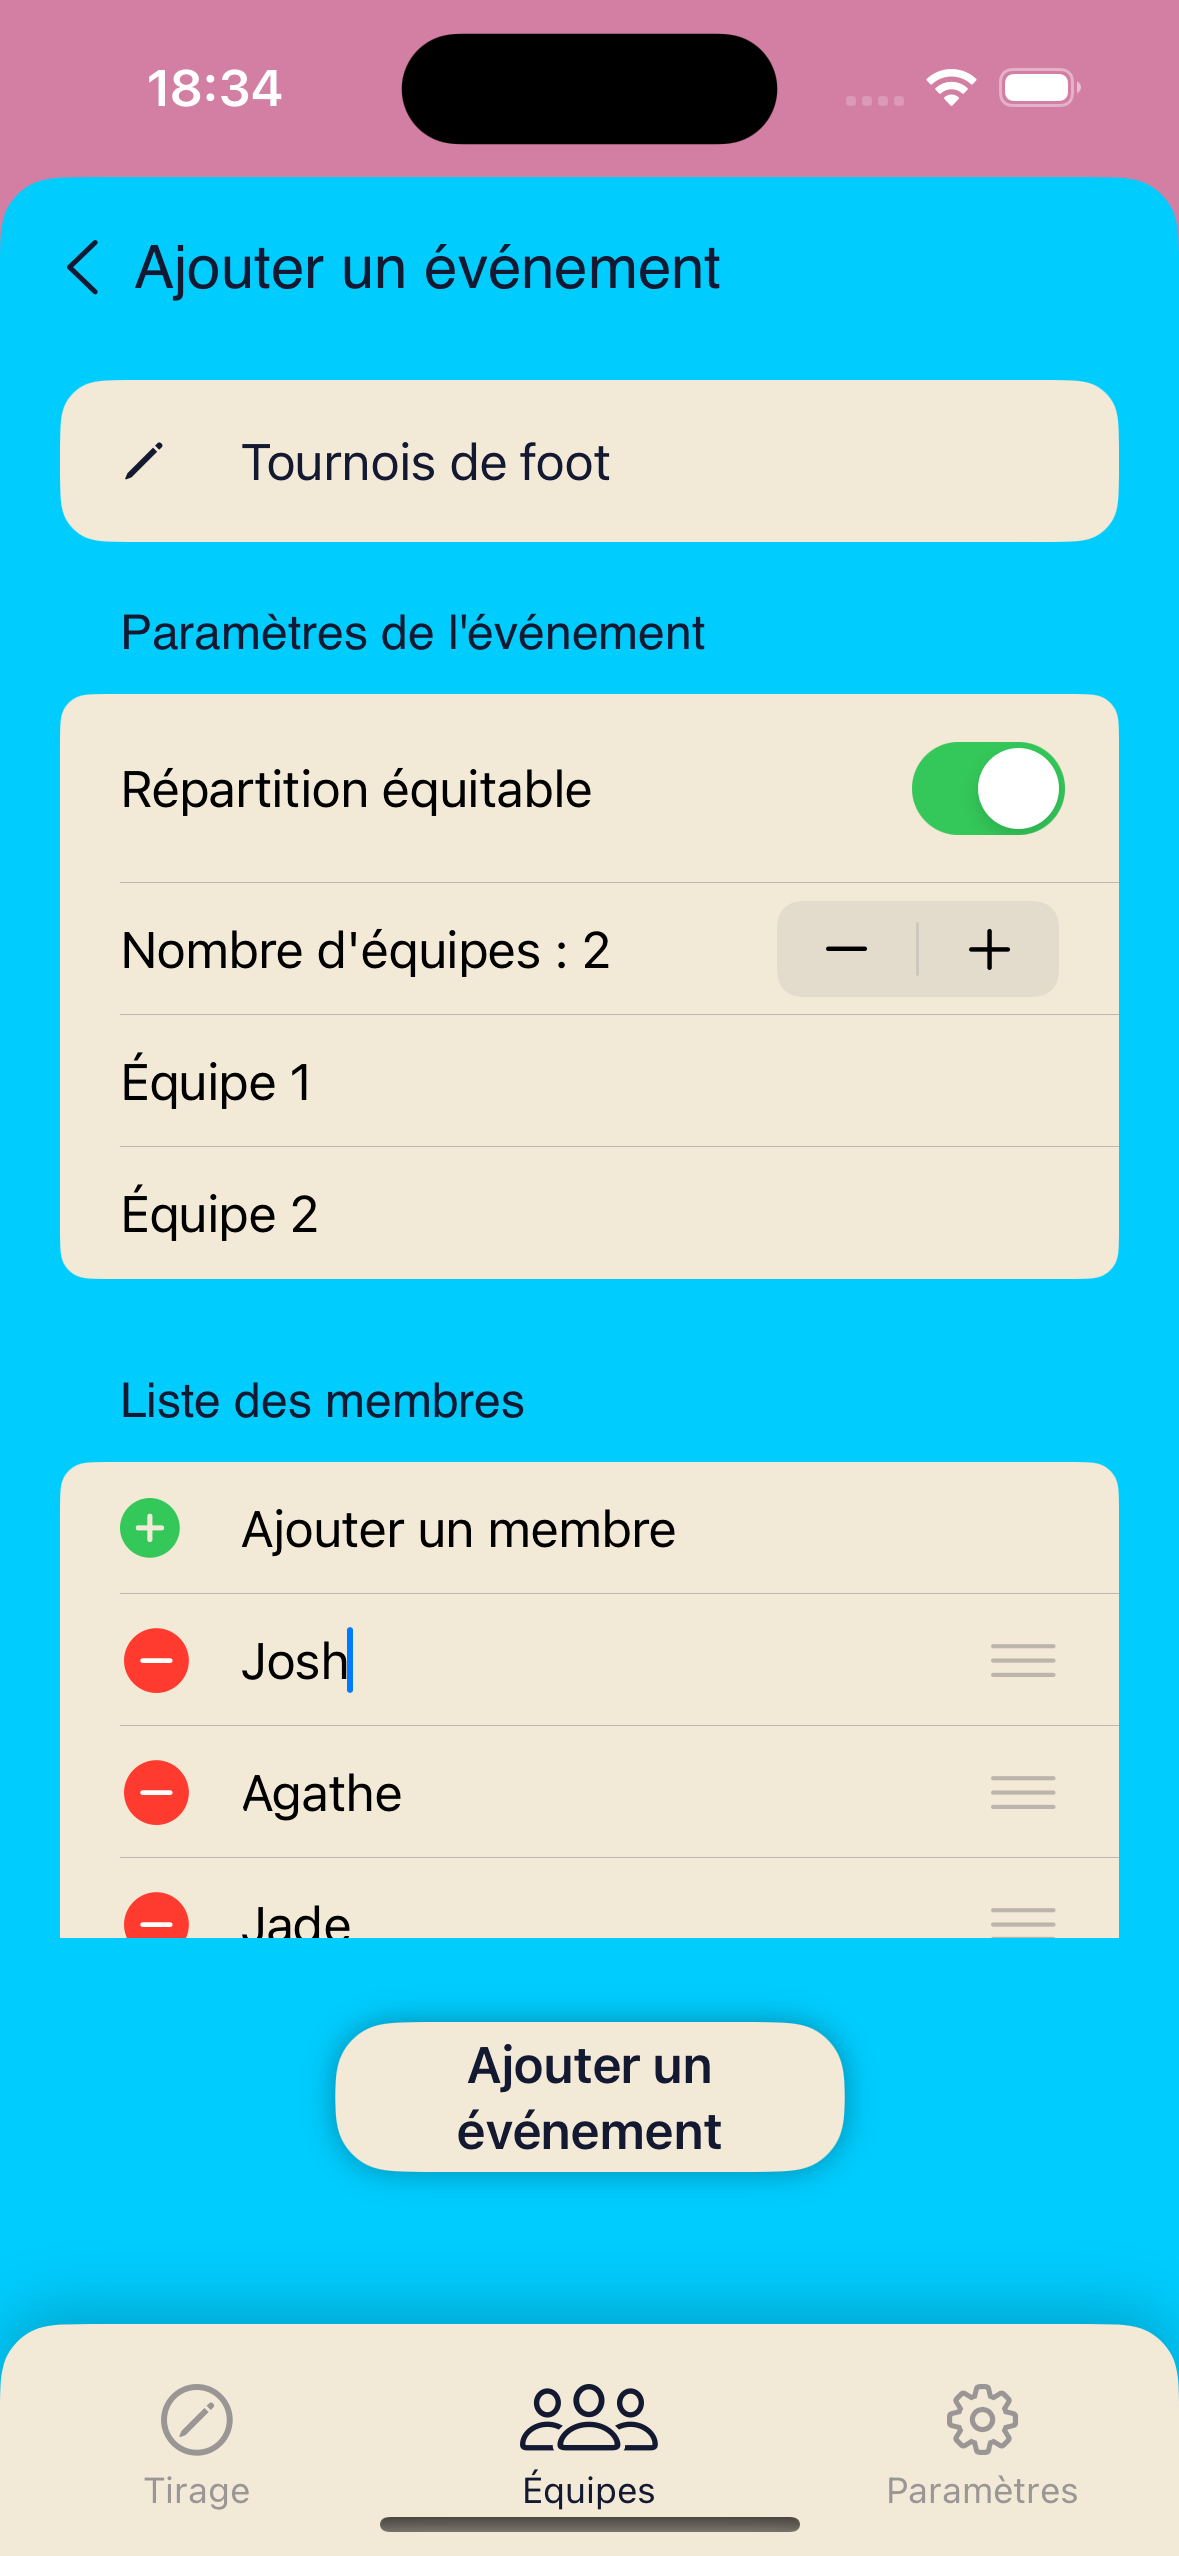 18:34
Ajouter un événement
Tournois de foot
Paramètres de l'événement
Répartition équitable
Nombre d'équipes : 2
Équipe 1
Équipe 2
Liste des membres
Ajouter un membre
Josh
Agathe
Jade
Ajouter un
événement
Tirage
Équipes
Paramètres